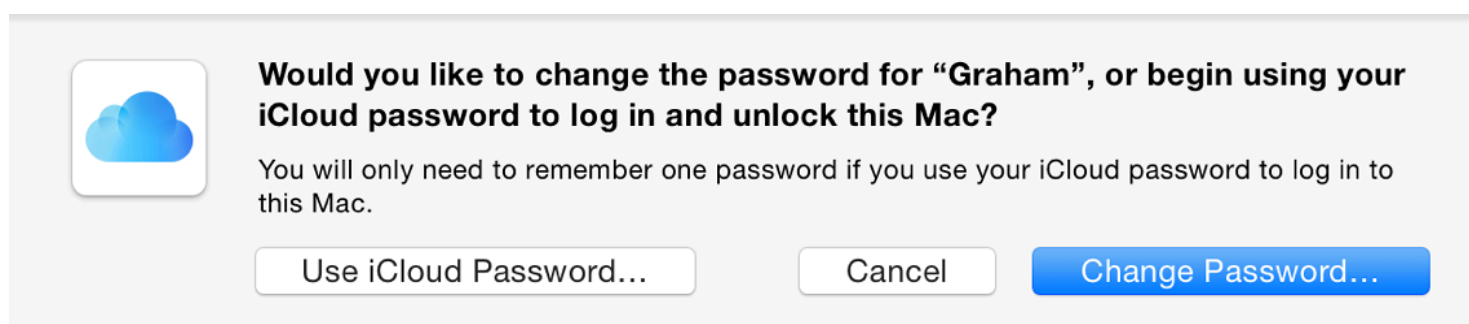 Would you like to change the password for “Graham”, or begin using your
iCloud password to log in and unlock this Mac?
You will only need to remember one password if you use your iCloud password to log in to
this Mac.
Use iCloud Password... Cancel Change Password...